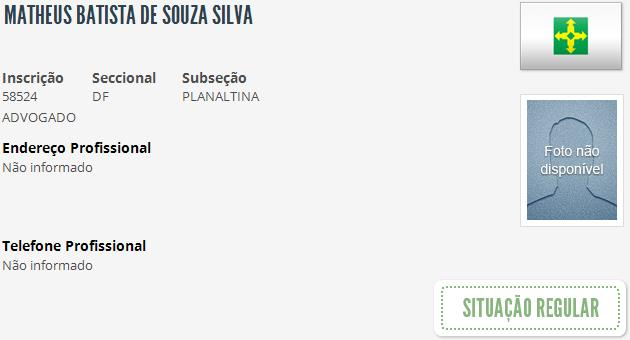 MATHEUS BATISTA DE SOUZA SILVA
Inscrição Seccional Subseção
58524 DF PLANALTINA
ADVOGADO
Endereço Profissional
Não informado
Foto não
disponível
Telefone Profissional
Não informado
SITUAÇÃO REGULAR